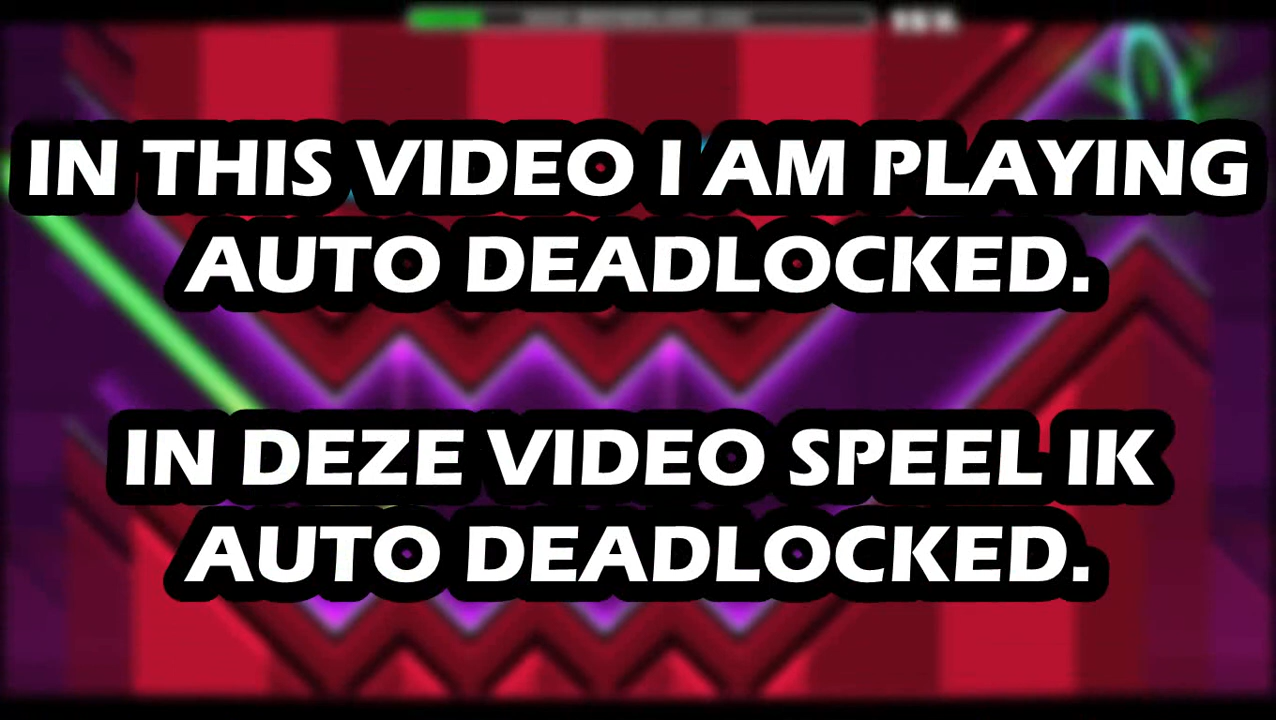 IN THIS VIDEO I AM PLAYING
AUTO DEADLOCKED.
IN DEZE VIDEO SPEEL IK
AUTO DEADLOCKED.